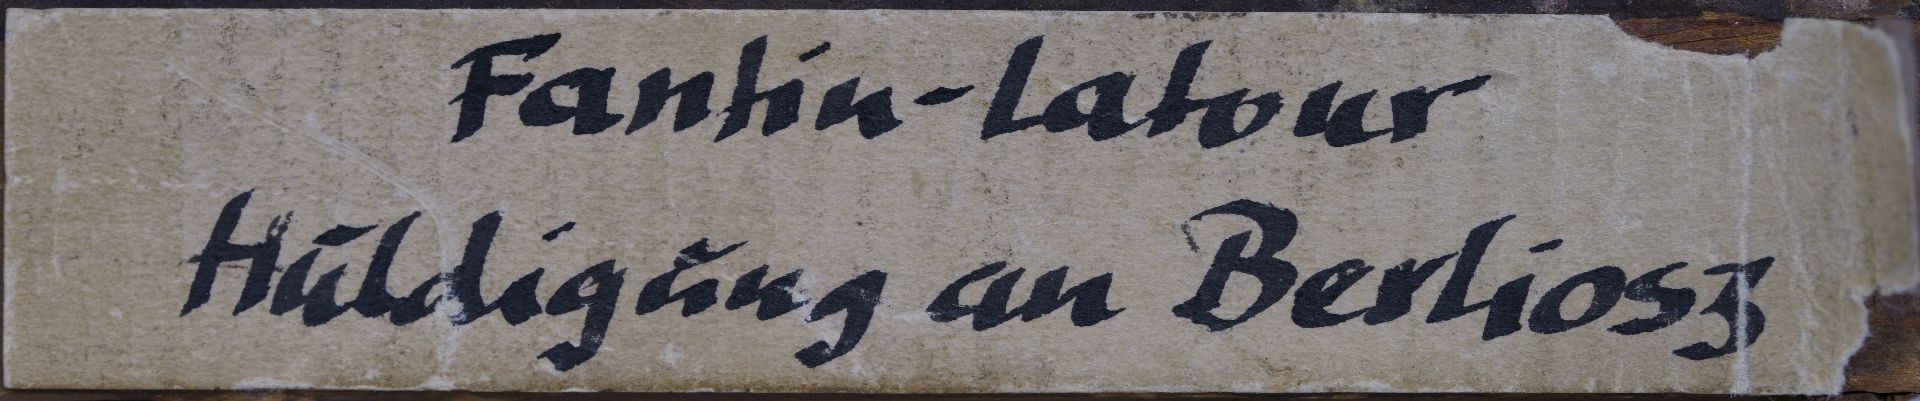 Fantin-Latour
Huldigung an Berliosz